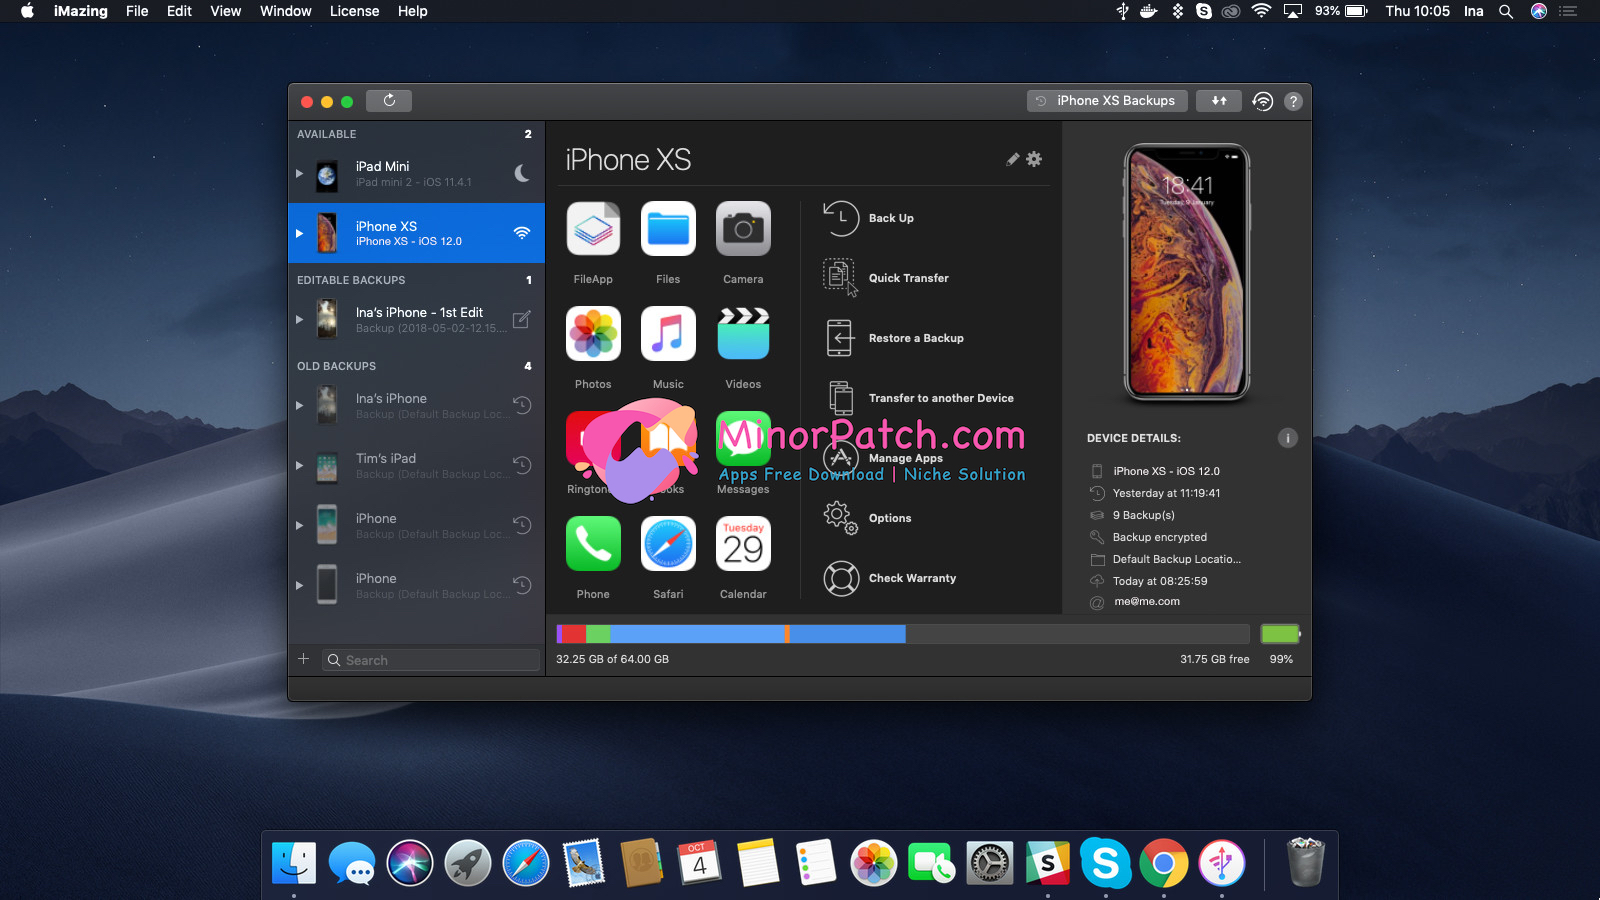 iMazing File Edit View Window License Help
93% Thu 10:05 Ina
iPhone XS Backups ?
AVAILABLE 2
iPad Mini
iPad mini 2 - iOS 11.4.1
iPhone XS
iPhone XS - iOS 12.0
EDITABLE BACKUPS 1
Ina's iPhone - 1st Edit
Backup (2018-05-02-12.15....
OLD BACKUPS 4
Ina's iPhone
Backup (Default Backup Loc...
Tim's iPad
Backup (Default Backup Loc...
iPhone
Backup (Default Backup Loc...
iPhone
Backup (Default Backup Loc...
Search
iPhone XS
FileApp Files Camera
Photos Music Videos
Messages
Tuesday
29
Phone Safari Calendar
Back Up
Quick Transfer
Restore a Backup
Transfer to another Device
MinorPatch.com
Manage Apps
Apps Free Download | Niche Solution
Options
Check Warranty
18:41
Tuesday, 9 January
DEVICE DETAILS:
iPhone XS - iOS 12.0
Yesterday at 11:19:41
9 Backup(s)
Backup encrypted
Default Backup Locatio...
Today at 08:25:59
me@me.com
32.25 GB of 64.00 GB 31.75 GB free 99%
OCT
4
S
S